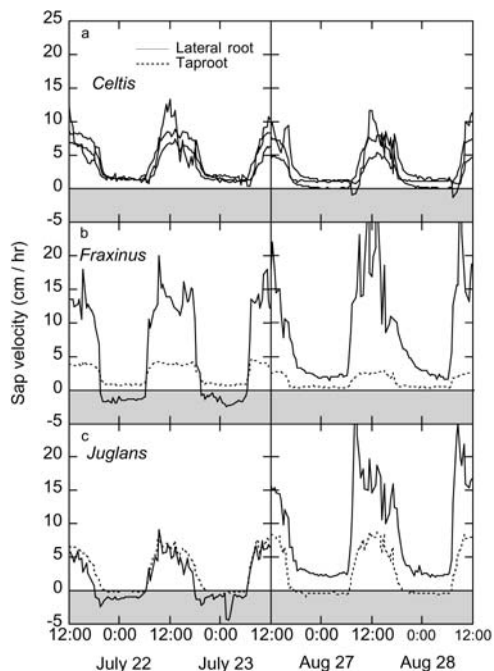 25
20
15
10
5
0
-5
a
Lateral root
Taproot
Celtis
20
15
10
5
0
-5
b
Fraxinus
20
15
10
5
0
-5
c
Juglans
Sap velocity (cm / hr)
12:00 0:00 12:00 0:00 12:00 0:00 12:00 0:00 12:00
July 22 July 23 Aug 27 Aug 28